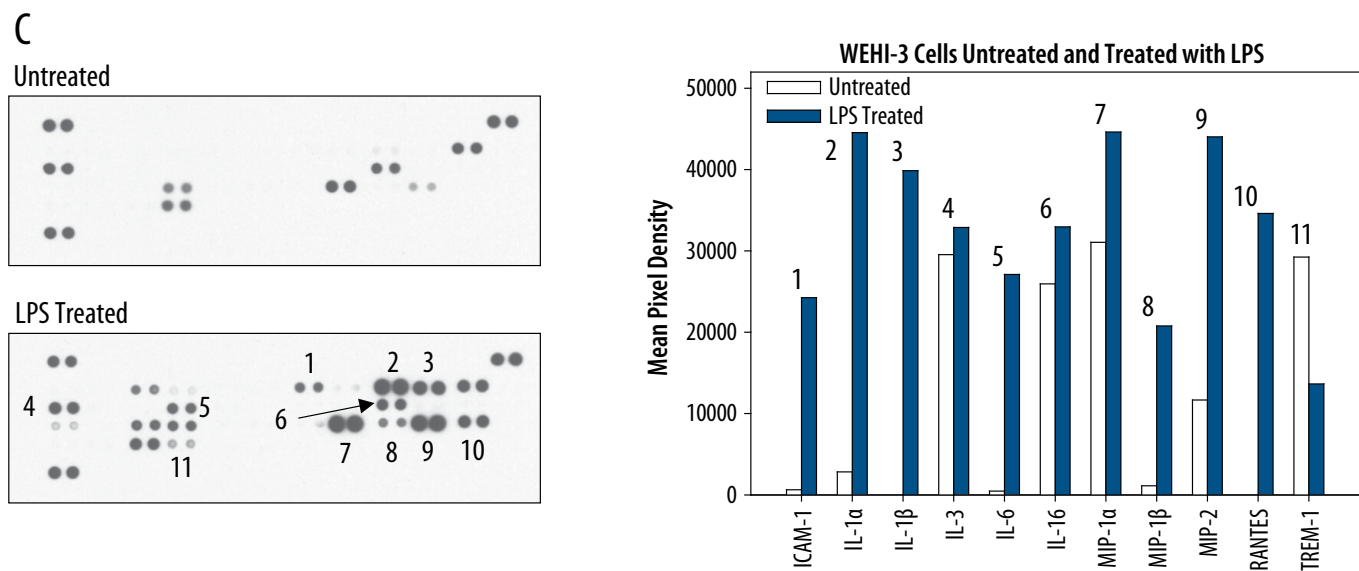 C
Untreated
LPS Treated
1
2
3
4
5
6
7
8
9
10
11
WEHI-3 Cells Untreated and Treated with LPS
Untreated
LPS Treated
Mean Pixel Density
50000
40000
30000
20000
10000
0
1
2
3
4
5
6
7
8
9
10
11
ICAM-1
IL-1α
IL-1β
IL-3
IL-6
IL-16
MIP-1α
MIP-1β
MIP-2
RANTES
TREM-1